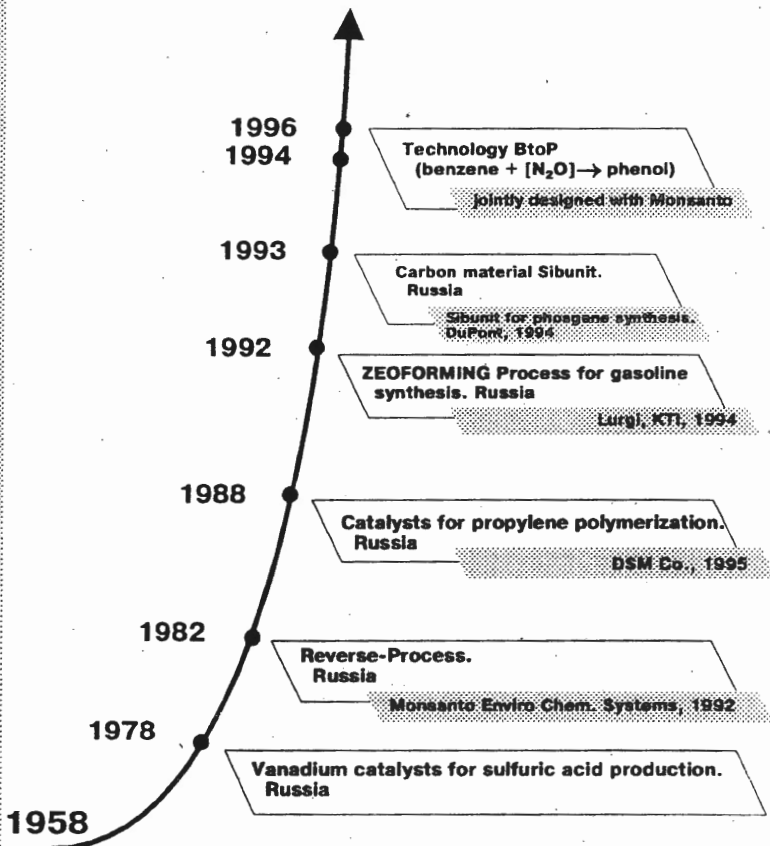 1996
1994
Technology BtoP
(benzene + [N₂O]→ phenol)
jointly designed with Monsanto
1993
Carbon material Sibunit.
Russia
Sibunit for phosgene synthesis.
DuPont, 1994
1992
ZEOFORMING Process for gasoline
synthesis. Russia
Lurgi, KTI, 1994
1988
Catalysts for propylene polymerization.
Russia
DSM Co., 1995
1982
Reverse-Process.
Russia
Monsanto Enviro Chem. Systems, 1992
1978
Vanadium catalysts for sulfuric acid production.
Russia
1958